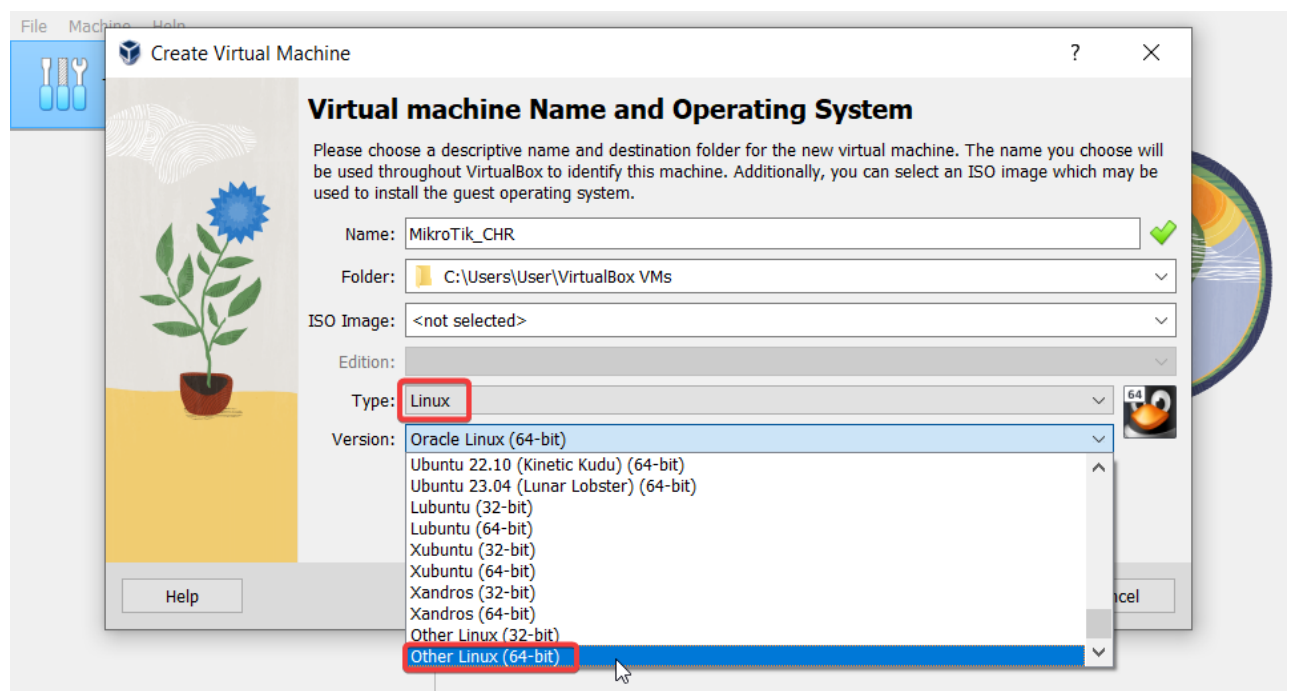 File Machine Help
Create Virtual Machine
?
Virtual machine Name and Operating System
Please choose a descriptive name and destination folder for the new virtual machine. The name you choose will
be used throughout VirtualBox to identify this machine. Additionally, you can select an ISO image which may be
used to install the guest operating system.
Name: MikroTik_CHR
Folder: C:\Users\User\VirtualBox VMs
ISO Image: <not selected>
Edition:
Type: Linux
64
Version: Oracle Linux (64-bit)
Ubuntu 22.10 (Kinetic Kudu) (64-bit)
Ubuntu 23.04 (Lunar Lobster) (64-bit)
Lubuntu (32-bit)
Lubuntu (64-bit)
Xubuntu (32-bit)
Xubuntu (64-bit)
Xandros (32-bit)
Xandros (64-bit)
Other Linux (32-bit)
Other Linux (64-bit)
Help
ncel